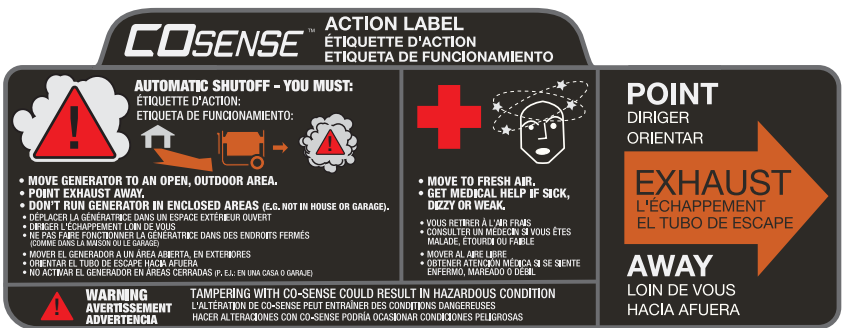 COSENSE™
ACTION LABEL
ÉTIQUETTE D'ACTION
ETIQUETA DE FUNCIONAMIENTO
AUTOMATIC SHUTOFF - YOU MUST:
ÉTIQUETTE D'ACTION:
ETIQUETA DE FUNCIONAMIENTO:
• MOVE GENERATOR TO AN OPEN, OUTDOOR AREA.
• POINT EXHAUST AWAY.
• DON'T RUN GENERATOR IN ENCLOSED AREAS (E.G. NOT IN HOUSE OR GARAGE).
• DÉPLACER LA GÉNÉRATRICE DANS UN ESPACE EXTÉRIEUR OUVERT
• DIRIGER L'ÉCHAPPEMENT LOIN DE VOUS
• NE PAS FAIRE FONCTIONNER LA GÉNÉRATRICE DANS DES ENDROITS FERMÉS
(COMME DANS LA MAISON OU LE GARAGE)
• MOVER EL GENERADOR A UN ÁREA ABIERTA, EN EXTERIORES
• ORIENTAR EL TUBO DE ESCAPE HACIA AFUERA
• NO ACTIVAR EL GENERADOR EN ÁREAS CERRADAS (P. EJ.: EN UNA CASA O GARAJE)
• MOVE TO FRESH AIR.
• GET MEDICAL HELP IF SICK,
DIZZY OR WEAK.
• VOUS RETIRER À L'AIR FRAIS
• CONSULTER UN MÉDECIN SI VOUS ÊTES
MALADE, ÉTOURDI OU FAIBLE
• MOVER AL AIRE LIBRE
• OBTENER ATENCIÓN MÉDICA SI SE SIENTE
ENFERMO, MAREADO O DÉBIL
POINT
DIRIGER
ORIENTAR
EXHAUST
L'ÉCHAPPEMENT
EL TUBO DE ESCAPE
AWAY
LOIN DE VOUS
HACIA AFUERA
WARNING
AVERTISSEMENT
ADVERTENCIA
TAMPERING WITH CO-SENSE COULD RESULT IN HAZARDOUS CONDITION
L'ALTÉRATION DE CO-SENSE PEUT ENTRAÎNER DES CONDITIONS DANGEREUSES
HACER ALTERACIONES CON CO-SENSE PODRÍA OCASIONAR CONDICIONES PELIGROSAS